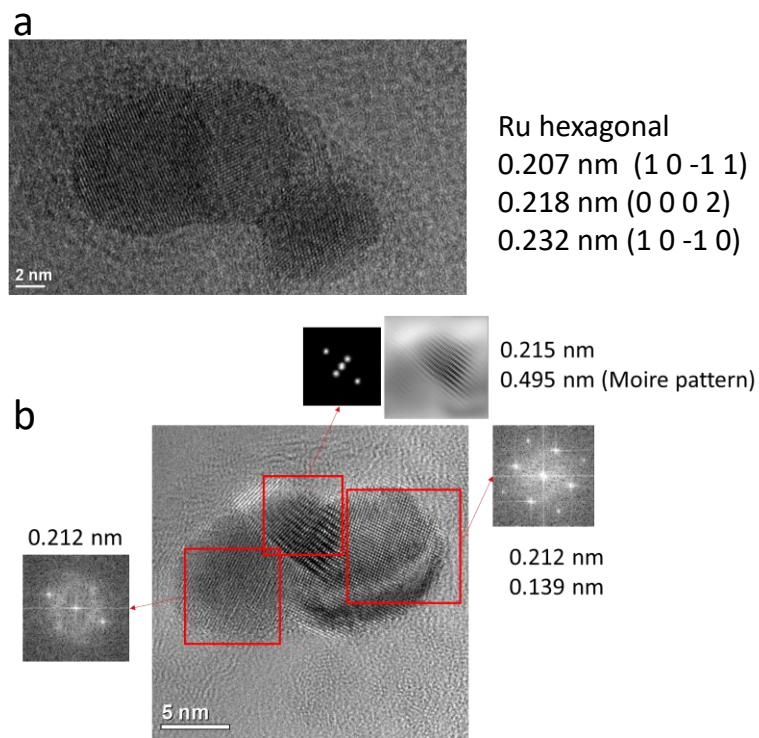 a
2 nm
Ru hexagonal
0.207 nm (1 0 -1 1)
0.218 nm (0 0 0 2)
0.232 nm (1 0 -1 0)
0.215 nm
0.495 nm (Moire pattern)
b
0.212 nm
0.212 nm
0.139 nm
5 nm